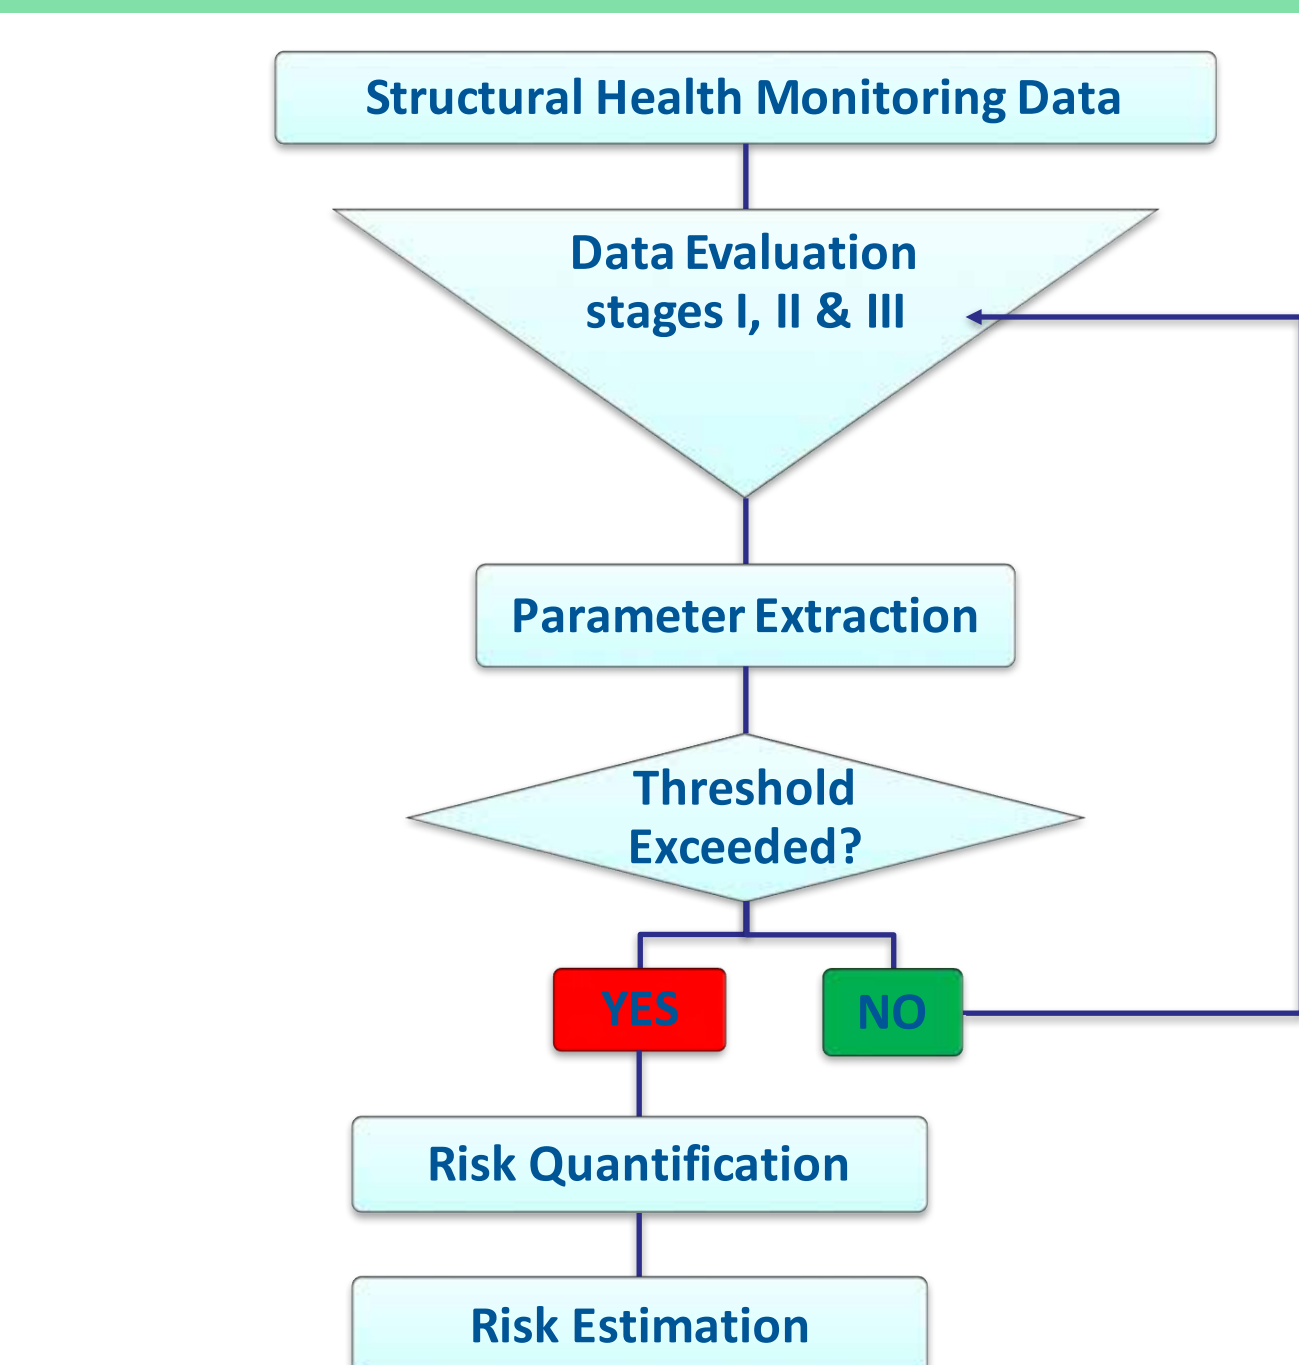 Structural Health Monitoring Data
Data Evaluation
stages I, II & III
Parameter Extraction
Threshold
Exceeded?
YES
NO
Risk Quantification
Risk Estimation